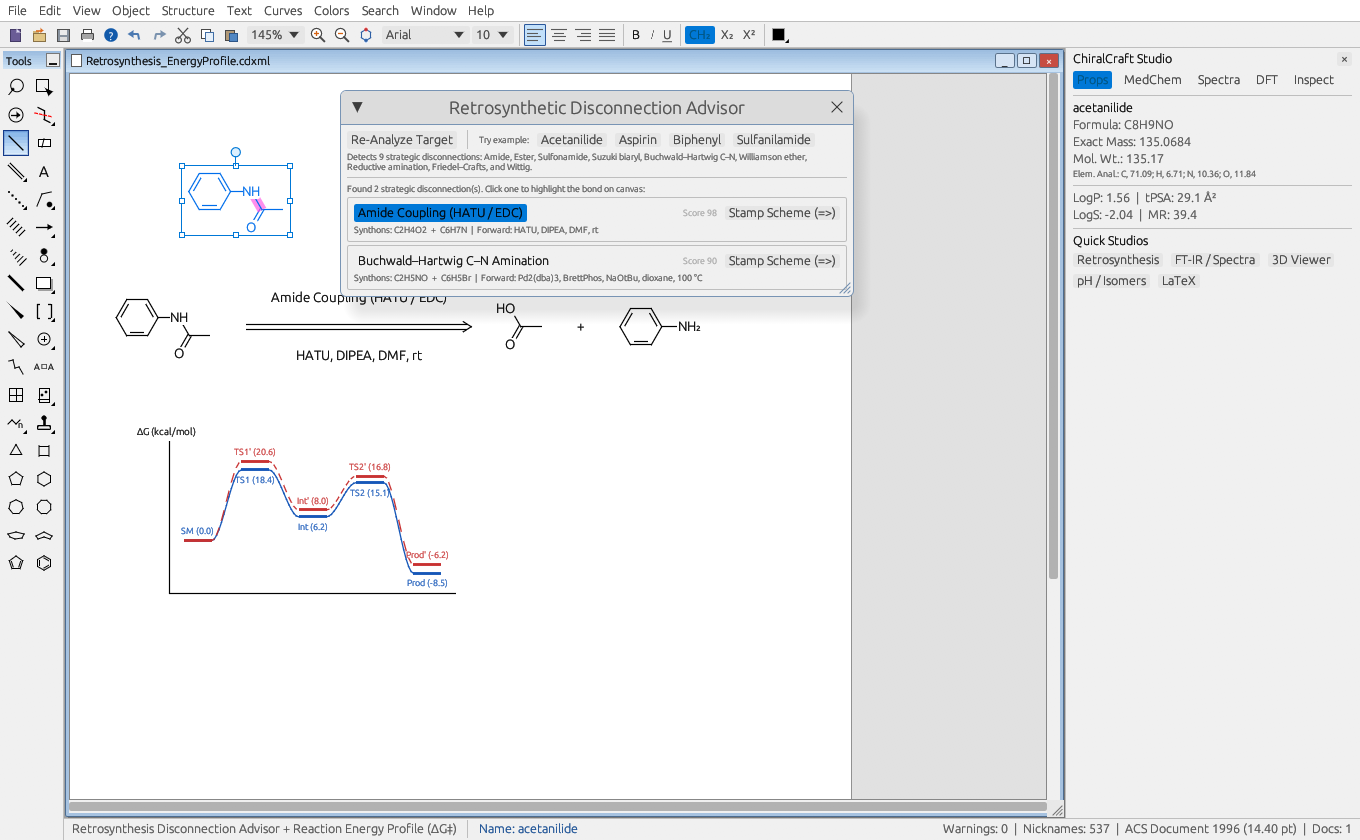 File Edit View Object Structure Text Curves Colors Search Window Help
145% Arial 10 B I U CH₂ X₂ X²
Tools
Retrosynthesis_EnergyProfile.cdxml
ChiralCraft Studio
Props MedChem Spectra DFT Inspect
acetanilide
Formula: C8H9NO
Exact Mass: 135.0684
Mol. Wt.: 135.17
Elem. Anal.: C, 71.09; H, 6.71; N, 10.36; O, 11.84
LogP: 1.56 | tPSA: 29.1 Å²
LogS: -2.04 | MR: 39.4
Quick Studios
Retrosynthesis FT-IR / Spectra 3D Viewer
pH / Isomers LaTeX
A
A
A
Retrosynthetic Disconnection Advisor
Re-Analyze Target Try example: Acetanilide Aspirin Biphenyl Sulfanilamide
Detects 9 strategic disconnections: Amide, Ester, Sulfonamide, Suzuki biaryl, Buchwald–Hartwig C–N, Williamson ether,
Reductive amination, Friedel–Crafts, and Wittig.
Found 2 strategic disconnection(s). Click one to highlight the bond on canvas:
Amide Coupling (HATU / EDC) Score 98 Stamp Scheme (=>)
Synthons: C2H4O2 + C6H7N | Forward: HATU, DIPEA, DMF, rt
Buchwald–Hartwig C–N Amination Score 90 Stamp Scheme (=>)
Synthons: C2H5NO + C6H5Br | Forward: Pd2(dba)3, BrettPhos, NaOtBu, dioxane, 100 °C
NH
O
Amide Coupling (HATU / EDC)
NH
O
HATU, DIPEA, DMF, rt
HO
O
+
NH₂
ΔG (kcal/mol)
TS1' (20.6)
TS1 (18.4)
TS2' (16.8)
TS2 (15.1)
Int' (8.0)
Int (6.2)
SM (0.0)
Prod' (-6.2)
Prod (-8.5)
Retrosynthesis Disconnection Advisor + Reaction Energy Profile (ΔG‡) Name: acetanilide Warnings: 0 | Nicknames: 537 | ACS Document 1996 (14.40 pt) | Docs: 1